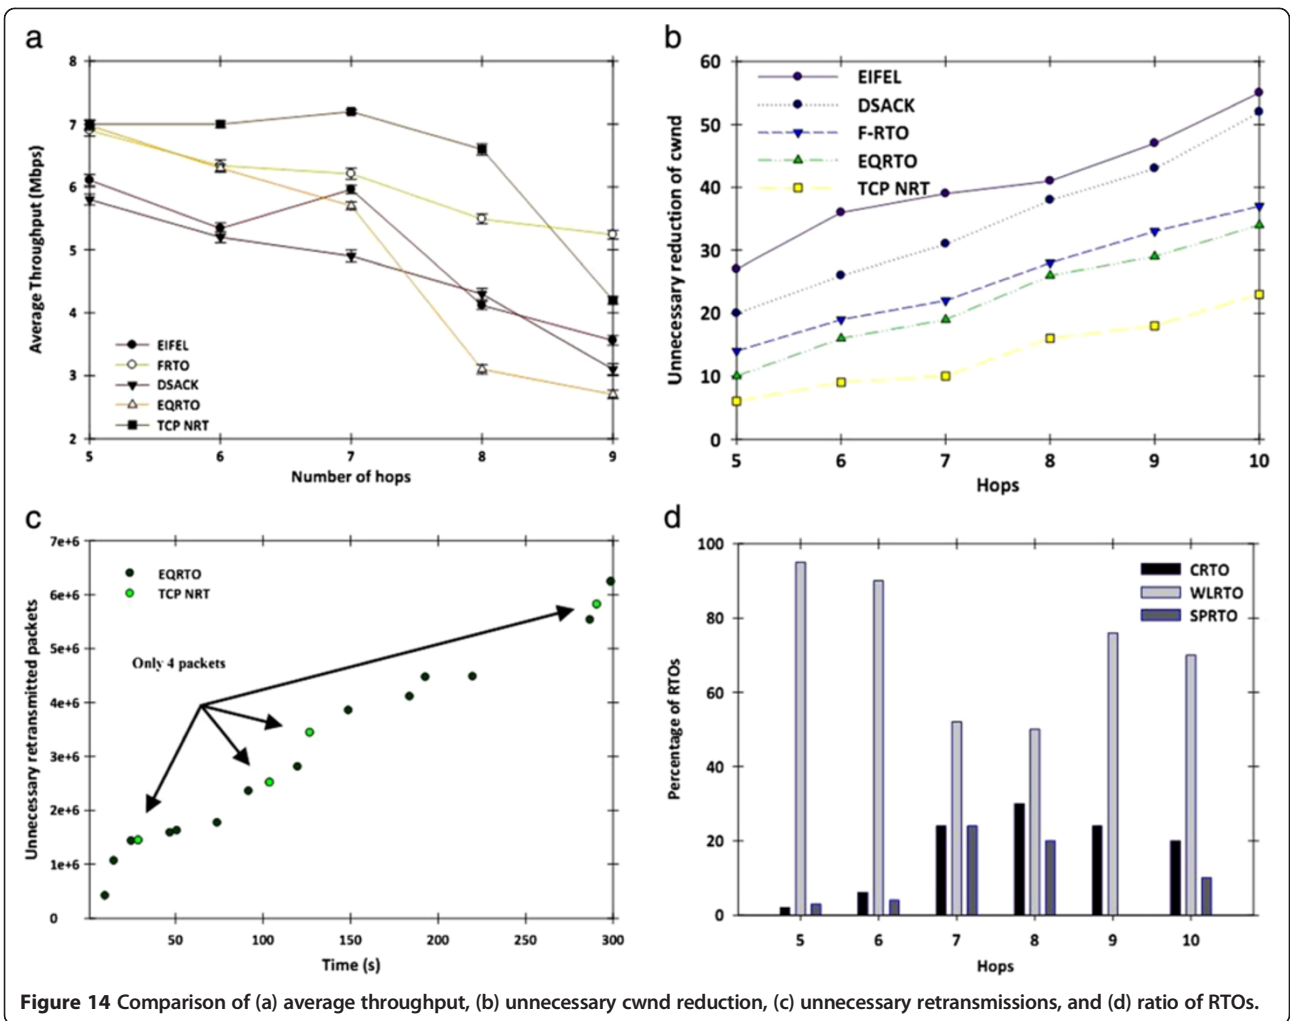 a
8
7
6
5
4
3
2
Average Throughput (Mbps)
EIFEL
FRTO
DSACK
EQRTO
TCP NRT
5 6 7 8 9
Number of hops
b
60
50
40
30
20
10
0
Unnecessary reduction of cwnd
EIFEL
DSACK
F-RTO
EQRTO
TCP NRT
5 6 7 8 9 10
Hops
c
7e+6
6e+6
5e+6
4e+6
3e+6
2e+6
1e+6
0
Unnecessary retransmitted packets
EQRTO
TCP NRT
Only 4 packets
50 100 150 200 250 300
Time (s)
d
100
80
60
40
20
0
Percentage of RTOs
CRTO
WLRTO
SPRTO
5 6 7 8 9 10
Hops
Figure 14 Comparison of (a) average throughput, (b) unnecessary cwnd reduction, (c) unnecessary retransmissions, and (d) ratio of RTOs.